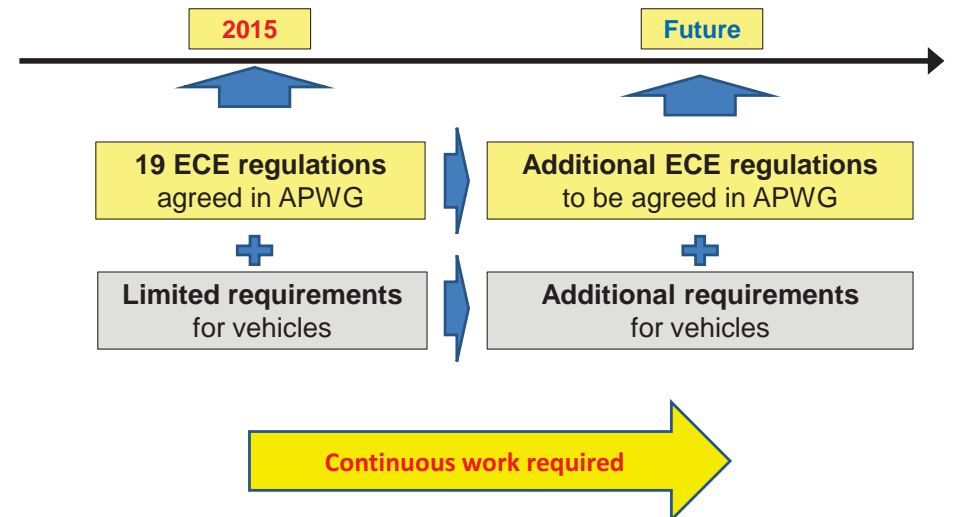 2015
Future
19 ECE regulations
agreed in APWG
Additional ECE regulations
to be agreed in APWG
Limited requirements
for vehicles
Additional requirements
for vehicles
Continuous work required